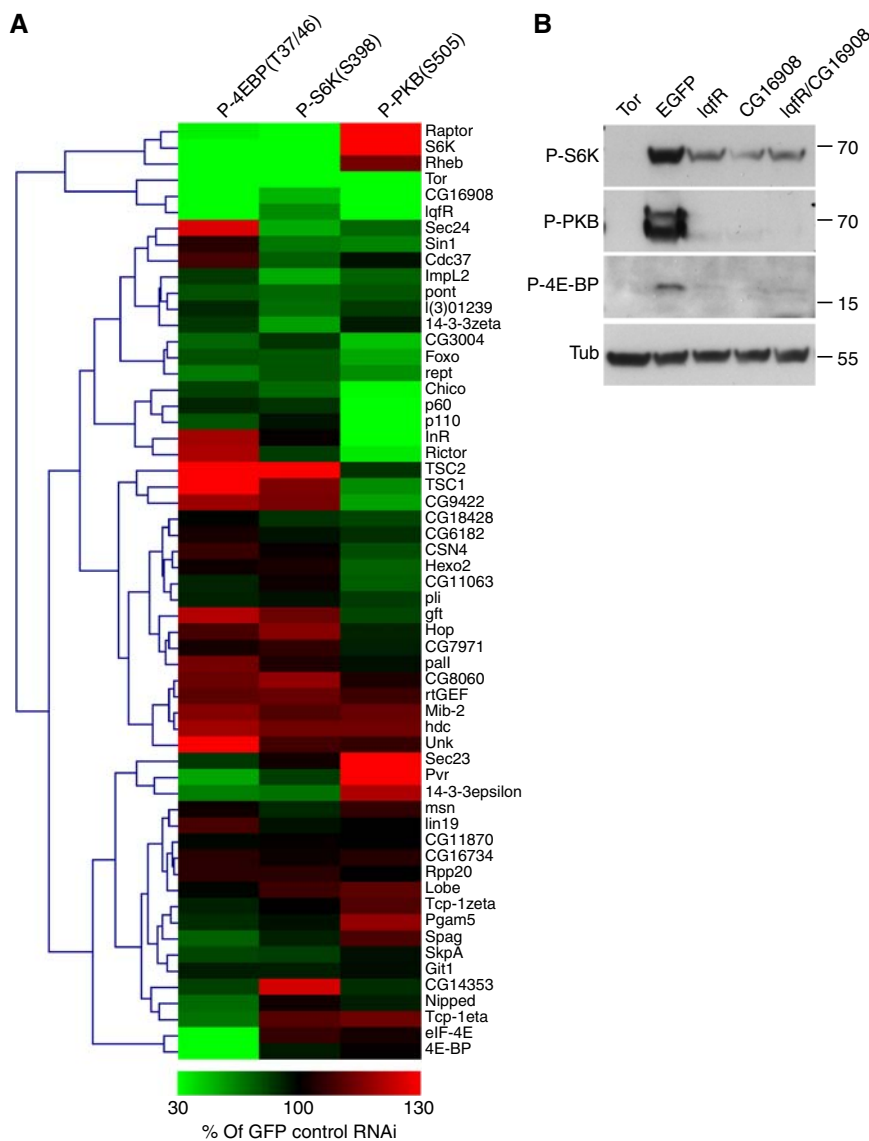 A
P-4EBP(T37/46)
P-S6K(S398)
P-PKB(S505)
Raptor
S6K
Rheb
Tor
CG16908
lqfR
Sec24
Sin1
Cdc37
ImpL2
pont
l(3)01239
14-3-3zeta
CG3004
Foxo
rept
Chico
p60
p110
InR
Rictor
TSC2
TSC1
CG9422
CG18428
CG6182
CSN4
Hexo2
CG11063
pli
gft
Hop
CG7971
pall
CG8060
rtGEF
Mib-2
hdc
Unk
Sec23
Pvr
14-3-3epsilon
msn
lin19
CG11870
CG16734
Rpp20
Lobe
Tcp-1zeta
Pgam5
Spag
SkpA
Git1
CG14353
Nipped
Tcp-1eta
eIF-4E
4E-BP
30 100 130
% Of GFP control RNAi
B
Tor
EGFP
lqfR
CG16908
lqfR/CG16908
P-S6K 70
P-PKB 70
P-4E-BP 15
Tub 55